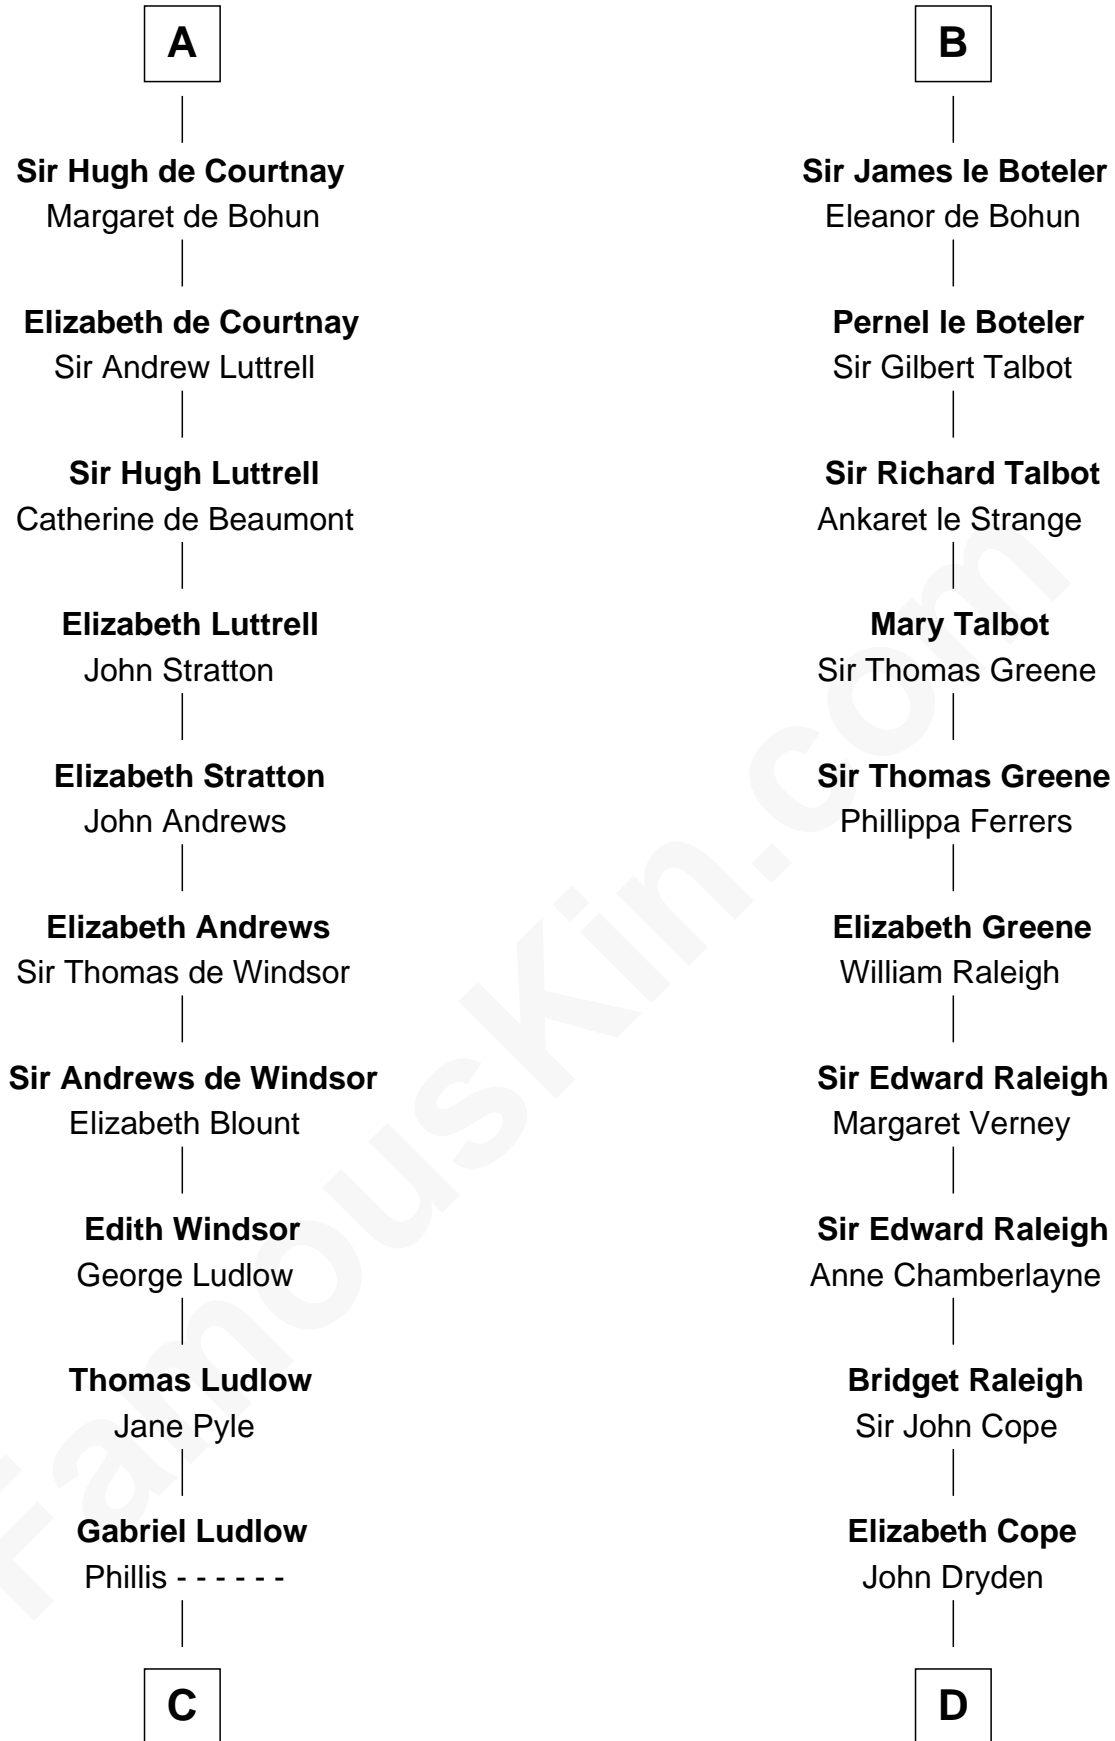 A
Sir Hugh de Courtnay
Margaret de Bohun
Elizabeth de Courtnay
Sir Andrew Luttrell
Sir Hugh Luttrell
Catherine de Beaumont
Elizabeth Luttrell
John Stratton
Elizabeth Stratton
John Andrews
Elizabeth Andrews
Sir Thomas de Windsor
Sir Andrews de Windsor
Elizabeth Blount
Edith Windsor
George Ludlow
Thomas Ludlow
Jane Pyle
Gabriel Ludlow
Phillis - - - - - -
C
B
Sir James le Boteler
Eleanor de Bohun
Pernel le Boteler
Sir Gilbert Talbot
Sir Richard Talbot
Ankaret le Strange
Mary Talbot
Sir Thomas Greene
Sir Thomas Greene
Phillippa Ferrers
Elizabeth Greene
William Raleigh
Sir Edward Raleigh
Margaret Verney
Sir Edward Raleigh
Anne Chamberlayne
Bridget Raleigh
Sir John Cope
Elizabeth Cope
John Dryden
D
FamousKin.com